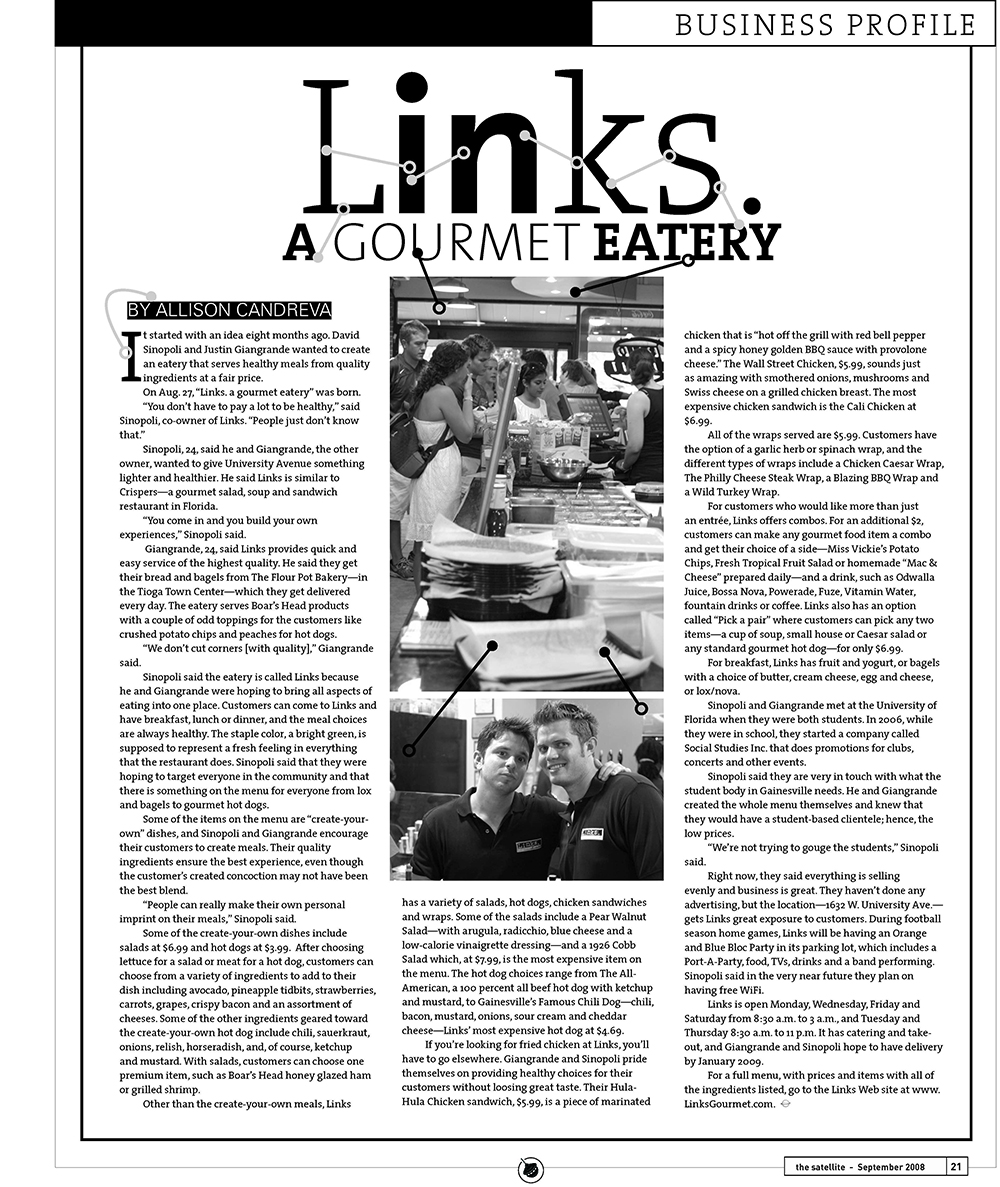 BUSINESS PROFILE
Links.
A GOURMET EATERY
BY ALLISON CANDREVA
It started with an idea eight months ago. David
Sinopoli and Justin Giangrande wanted to create
an eatery that serves healthy meals from quality
ingredients at a fair price.
On Aug. 27, “Links. a gourmet eatery” was born.
“You don’t have to pay a lot to be healthy,” said
Sinopoli, co-owner of Links. “People just don’t know
that.”
Sinopoli, 24, said he and Giangrande, the other
owner, wanted to give University Avenue something
lighter and healthier. He said Links is similar to
Crispers—a gourmet salad, soup and sandwich
restaurant in Florida.
“You come in and you build your own
experiences,” Sinopoli said.
Giangrande, 24, said Links provides quick and
easy service of the highest quality. He said they get
their bread and bagels from The Flour Pot Bakery—in
the Tioga Town Center—which they get delivered
every day. The eatery serves Boar’s Head products
with a couple of odd toppings for the customers like
crushed potato chips and peaches for hot dogs.
“We don’t cut corners [with quality],” Giangrande
said.
Sinopoli said the eatery is called Links because
he and Giangrande were hoping to bring all aspects of
eating into one place. Customers can come to Links and
have breakfast, lunch or dinner, and the meal choices
are always healthy. The staple color, a bright green, is
supposed to represent a fresh feeling in everything
that the restaurant does. Sinopoli said that they were
hoping to target everyone in the community and that
there is something on the menu for everyone from lox
and bagels to gourmet hot dogs.
Some of the items on the menu are “create-your-
own” dishes, and Sinopoli and Giangrande encourage
their customers to create meals. Their quality
ingredients ensure the best experience, even though
the customer’s created concoction may not have been
the best blend.
“People can really make their own personal
imprint on their meals,” Sinopoli said.
Some of the create-your-own dishes include
salads at $6.99 and hot dogs at $3.99. After choosing
lettuce for a salad or meat for a hot dog, customers can
choose from a variety of ingredients to add to their
dish including avocado, pineapple tidbits, strawberries,
carrots, grapes, crispy bacon and an assortment of
cheeses. Some of the other ingredients geared toward
the create-your-own hot dog include chili, sauerkraut,
onions, relish, horseradish, and, of course, ketchup
and mustard. With salads, customers can choose one
premium item, such as Boar’s Head honey glazed ham
or grilled shrimp.
Other than the create-your-own meals, Links
has a variety of salads, hot dogs, chicken sandwiches
and wraps. Some of the salads include a Pear Walnut
Salad—with arugula, radicchio, blue cheese and a
low-calorie vinaigrette dressing—and a 1926 Cobb
Salad which, at $7.99, is the most expensive item on
the menu. The hot dog choices range from The All-
American, a 100 percent all beef hot dog with ketchup
and mustard, to Gainesville’s Famous Chili Dog—chili,
bacon, mustard, onions, sour cream and cheddar
cheese—Links’ most expensive hot dog at $4.69.
If you’re looking for fried chicken at Links, you’ll
have to go elsewhere. Giangrande and Sinopoli pride
themselves on providing healthy choices for their
customers without loosing great taste. Their Hula-
Hula Chicken sandwich, $5.99, is a piece of marinated
chicken that is “hot off the grill with red bell pepper
and a spicy honey golden BBQ sauce with provolone
cheese.” The Wall Street Chicken, $5.99, sounds just
as amazing with smothered onions, mushrooms and
Swiss cheese on a grilled chicken breast. The most
expensive chicken sandwich is the Cali Chicken at
$6.99.
All of the wraps served are $5.99. Customers have
the option of a garlic herb or spinach wrap, and the
different types of wraps include a Chicken Caesar Wrap,
The Philly Cheese Steak Wrap, a Blazing BBQ Wrap and
a Wild Turkey Wrap.
For customers who would like more than just
an entrée, Links offers combos. For an additional $2,
customers can make any gourmet food item a combo
and get their choice of a side—Miss Vickie’s Potato
Chips, Fresh Tropical Fruit Salad or homemade “Mac &
Cheese” prepared daily—and a drink, such as Odwalla
Juice, Bossa Nova, Powerade, Fuze, Vitamin Water,
fountain drinks or coffee. Links also has an option
called “Pick a pair” where customers can pick any two
items—a cup of soup, small house or Caesar salad or
any standard gourmet hot dog—for only $6.99.
For breakfast, Links has fruit and yogurt, or bagels
with a choice of butter, cream cheese, egg and cheese,
or lox/nova.
Sinopoli and Giangrande met at the University of
Florida when they were both students. In 2006, while
they were in school, they started a company called
Social Studies Inc. that does promotions for clubs,
concerts and other events.
Sinopoli said they are very in touch with what the
student body in Gainesville needs. He and Giangrande
created the whole menu themselves and knew that
they would have a student-based clientele; hence, the
low prices.
“We’re not trying to gouge the students,” Sinopoli
said.
Right now, they said everything is selling
evenly and business is great. They haven’t done any
advertising, but the location—1632 W. University Ave.—
gets Links great exposure to customers. During football
season home games, Links will be having an Orange
and Blue Bloc Party in its parking lot, which includes a
Port-A-Party, food, TVs, drinks and a band performing.
Sinopoli said in the very near future they plan on
having free WiFi.
Links is open Monday, Wednesday, Friday and
Saturday from 8:30 a.m. to 3 a.m., and Tuesday and
Thursday 8:30 a.m. to 11 p.m. It has catering and take-
out, and Giangrande and Sinopoli hope to have delivery
by January 2009.
For a full menu, with prices and items with all of
the ingredients listed, go to the Links Web site at www.
LinksGourmet.com.
the satellite - September 2008 21